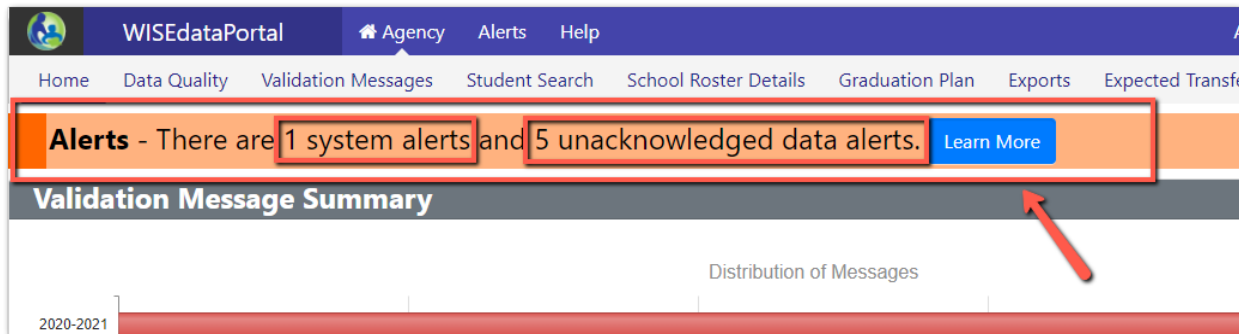 WISEdataPortal Agency Alerts Help
Home Data Quality Validation Messages Student Search School Roster Details Graduation Plan Exports Expected
Alerts - There are 1 system alerts and 5 unacknowledged data alerts. Learn More
Validation Message Summary
Distribution of Messages
2020-2021